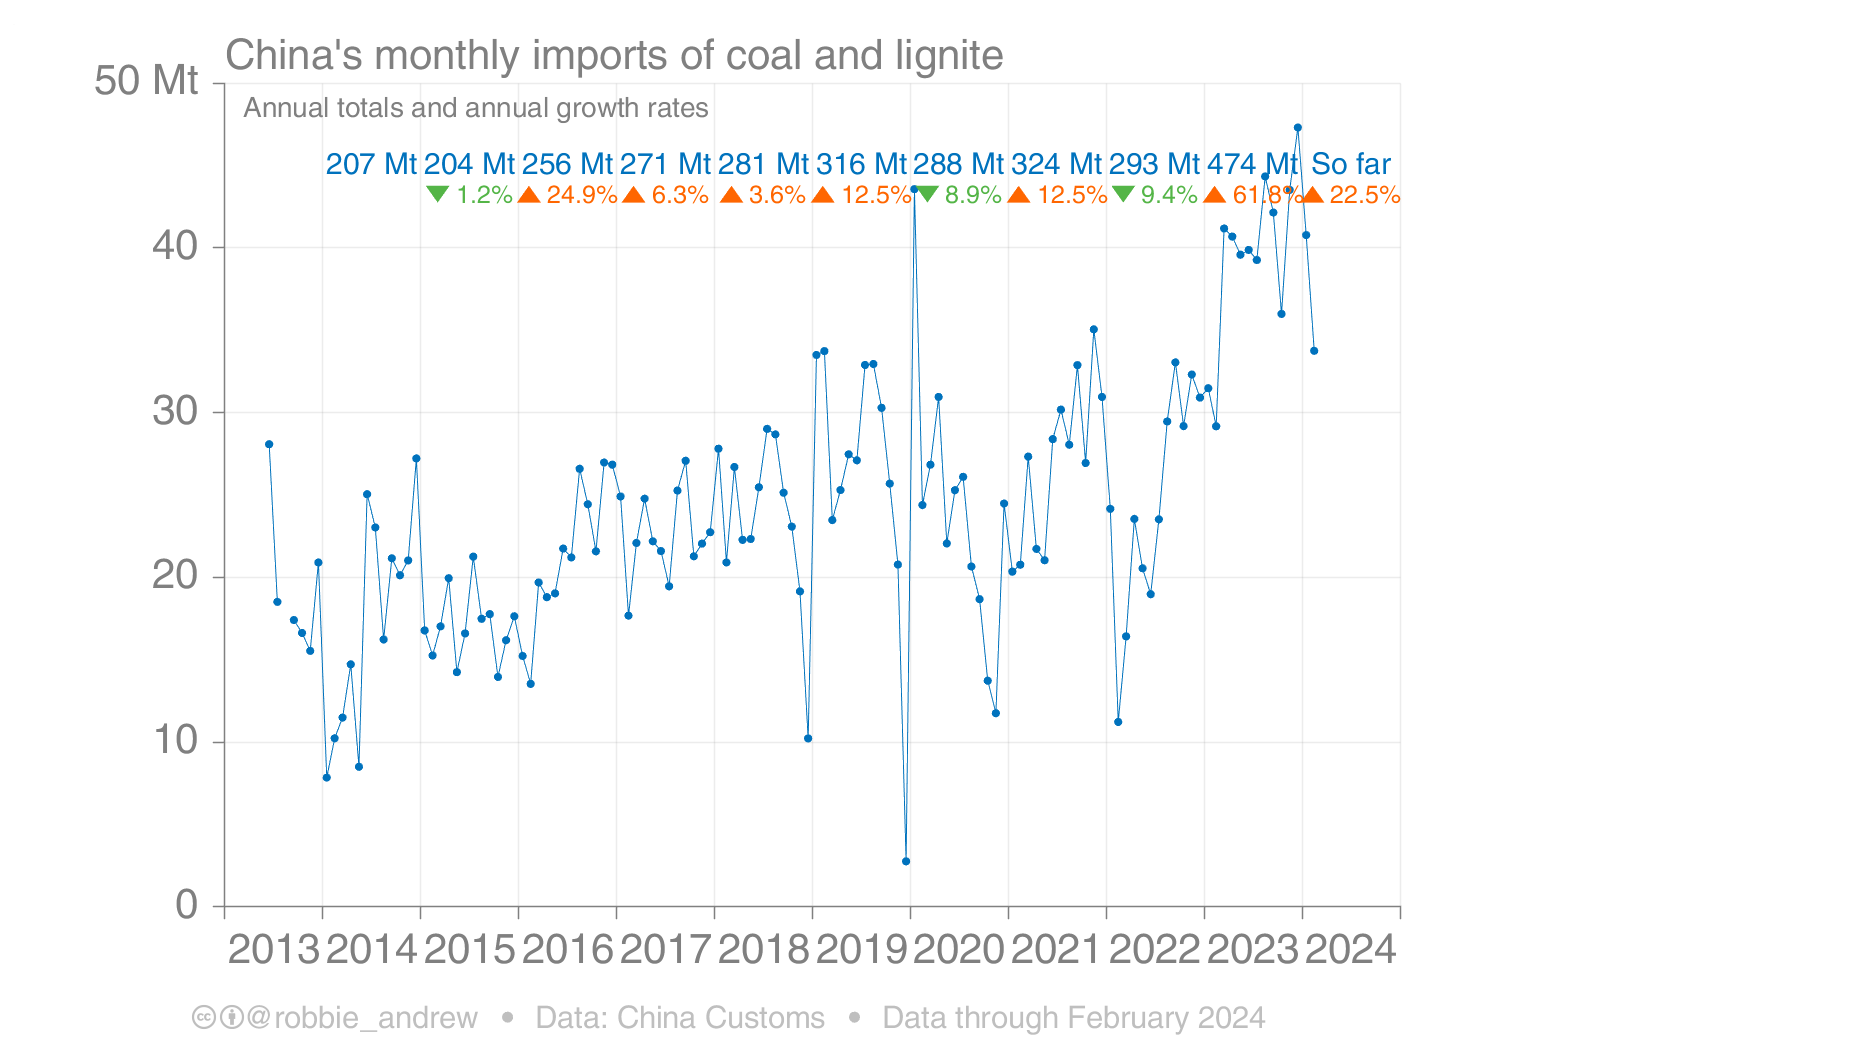 China's monthly imports of coal and lignite
50 Mt
Annual totals and annual growth rates
207 Mt 204 Mt 256 Mt 271 Mt 281 Mt 316 Mt 288 Mt 324 Mt 293 Mt 474 Mt So far
▼ 1.2% ▲ 24.9% ▲ 6.3% ▲ 3.6% ▲ 12.5% ▼ 8.9% ▲ 12.5% ▼ 9.4% ▲ 61.8% ▲ 22.5%
40
30
20
10
0
2013 2014 2015 2016 2017 2018 2019 2020 2021 2022 2023 2024
cc @robbie_andrew • Data: China Customs • Data through February 2024